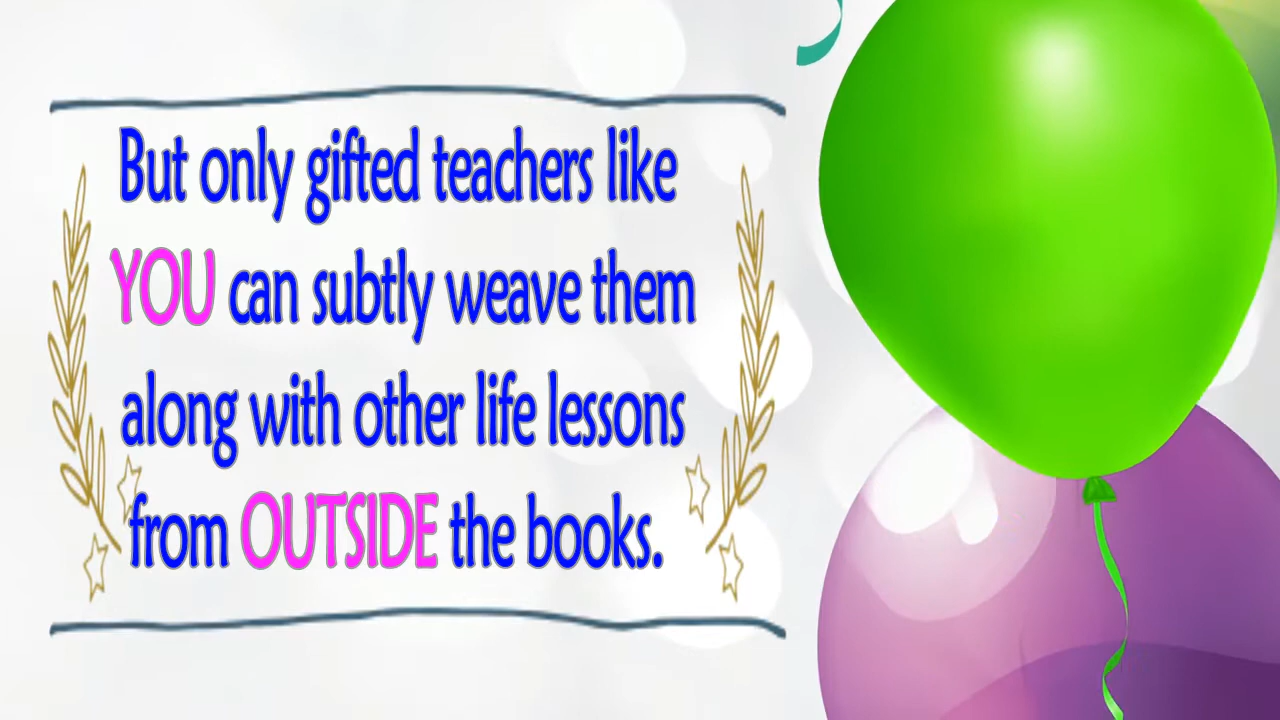 But only gifted teachers like
YOU can subtly weave them
along with other life lessons
from OUTSIDE the books.